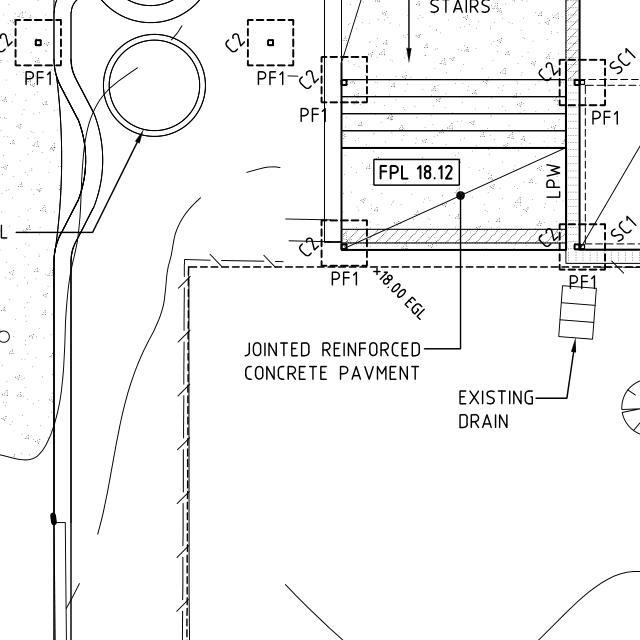 STAIRS
C2
C2
C2
C2
SC1
PF1
PF1
PF1
PF1
FPL 18.12
LPW
L
C2
C2
SC1
PF1
PF1
+18.00 EGL
JOINTED REINFORCED
CONCRETE PAVMENT
EXISTING
DRAIN